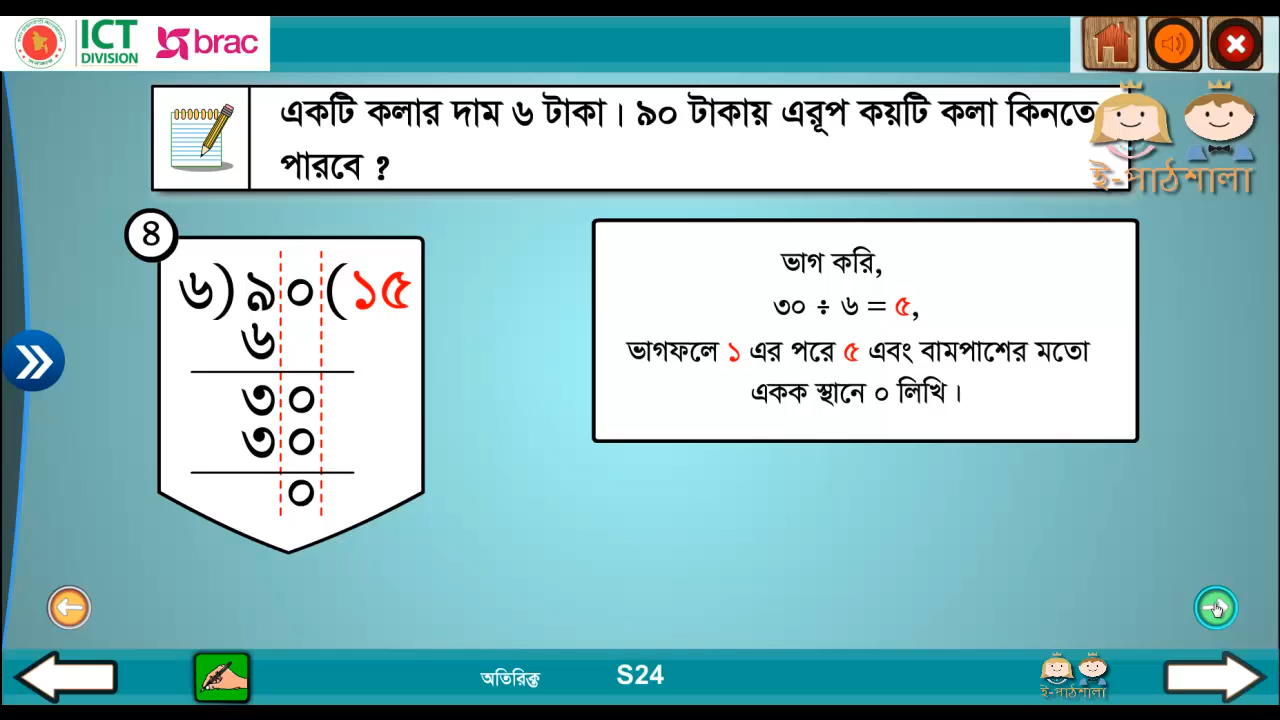 ICT
DIVISION
brac
একটি কলার দাম ৬ টাকা। ৯০ টাকায় এরূপ কয়টি কলা কিনতে
পারবে ?
ই-পাঠশালা
8
৬) ৯০ (১৫
৬
৩০
৩০
০
ভাগ করি,
৩০ ÷ ৬ = ৫,
ভাগফলে ১ এর পরে ৫ এবং বামপাশের মতো
একক স্থানে ০ লিখি।
অতিরিক্ত
S24
ই-পাঠশালা